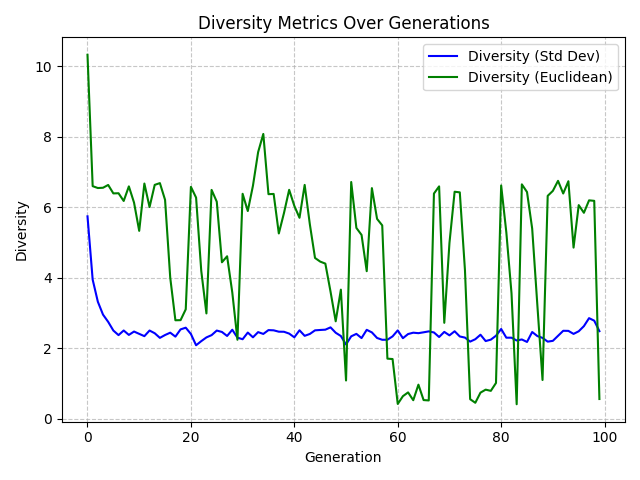 Diversity Metrics Over Generations
Diversity (Std Dev)
Diversity (Euclidean)
Diversity
10
8
6
4
2
0
0 20 40 60 80 100
Generation